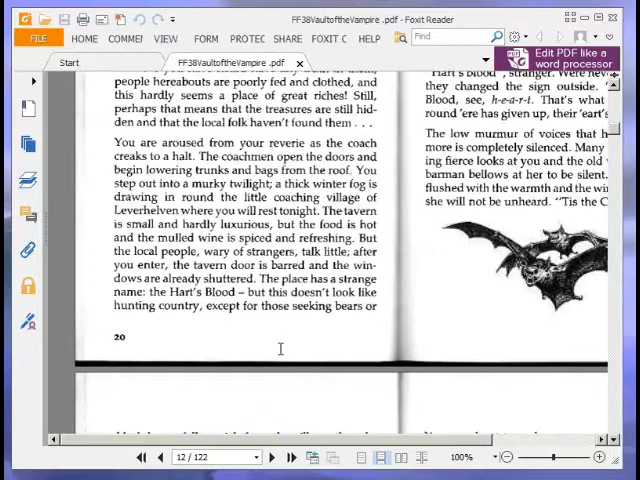 FF38VaultoftheVampire .pdf - Foxit Reader
FILE
HOME
COMMEI
VIEW
FORM
PROTEC
SHARE
FOXIT C
HELP
Find
Start
FF38VaultoftheVampire .pdf
Edit PDF like a
word processor
people hereabouts are poorly fed and clothed, and
this hardly seems a place of great riches! Still,
perhaps that means that the treasures are still hid-
den and that the local folk haven't found them . . .
You are aroused from your reverie as the coach
creaks to a halt. The coachmen open the doors and
begin lowering trunks and bags from the roof. You
step out into a murky twilight; a thick winter fog is
drawing in round the little coaching village of
Leverhelven where you will rest tonight. The tavern
is small and hardly luxurious, but the food is hot
and the mulled wine is spiced and refreshing. But
the local people, wary of strangers, talk little; after
you enter, the tavern door is barred and the win-
dows are already shuttered. The place has a strange
name: the Hart's Blood – but this doesn't look like
hunting country, except for those seeking bears or
20
'Hart's blood', stranger. Were nev
they changed the sign outside. '
Blood, see, h-e-a-r-t. That's what
round 'ere has given up, their 'eart's
The low murmur of voices that h
more is completely silenced. Many
ing fierce looks at you and the old
barman bellows at her to be silent.
flushed with the warmth and the wi
she will not be unheard. ''Tis the C
12 / 122
100%